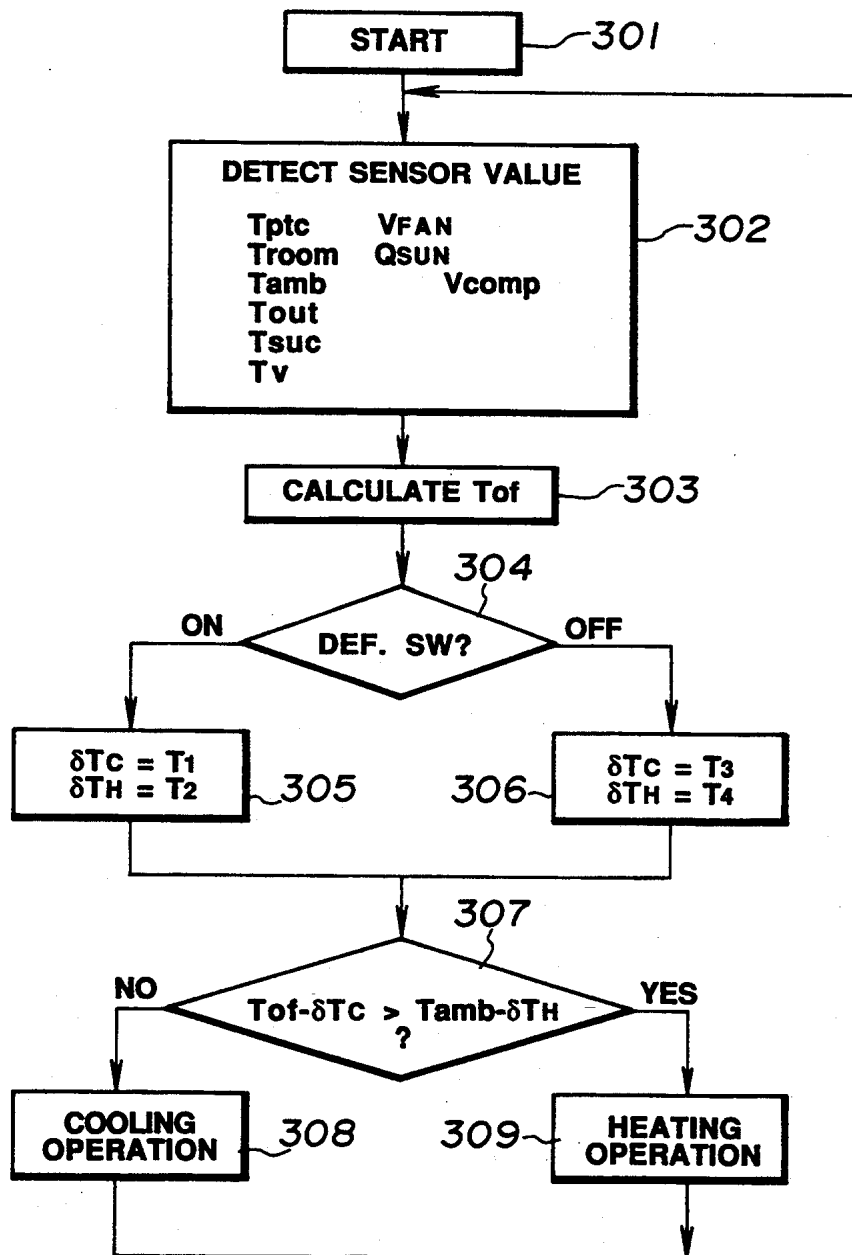 START
301
DETECT SENSOR VALUE
Tptc VFAN
Troom QSUN
Tamb Vcomp
Tout
Tsuc
Tv
302
CALCULATE Tof
303
304
ON
DEF. SW?
OFF
δTC = T1
δTH = T2
305
306
δTC = T3
δTH = T4
307
NO
Tof-δTC > Tamb-δTH
?
YES
COOLING
OPERATION
308
309
HEATING
OPERATION